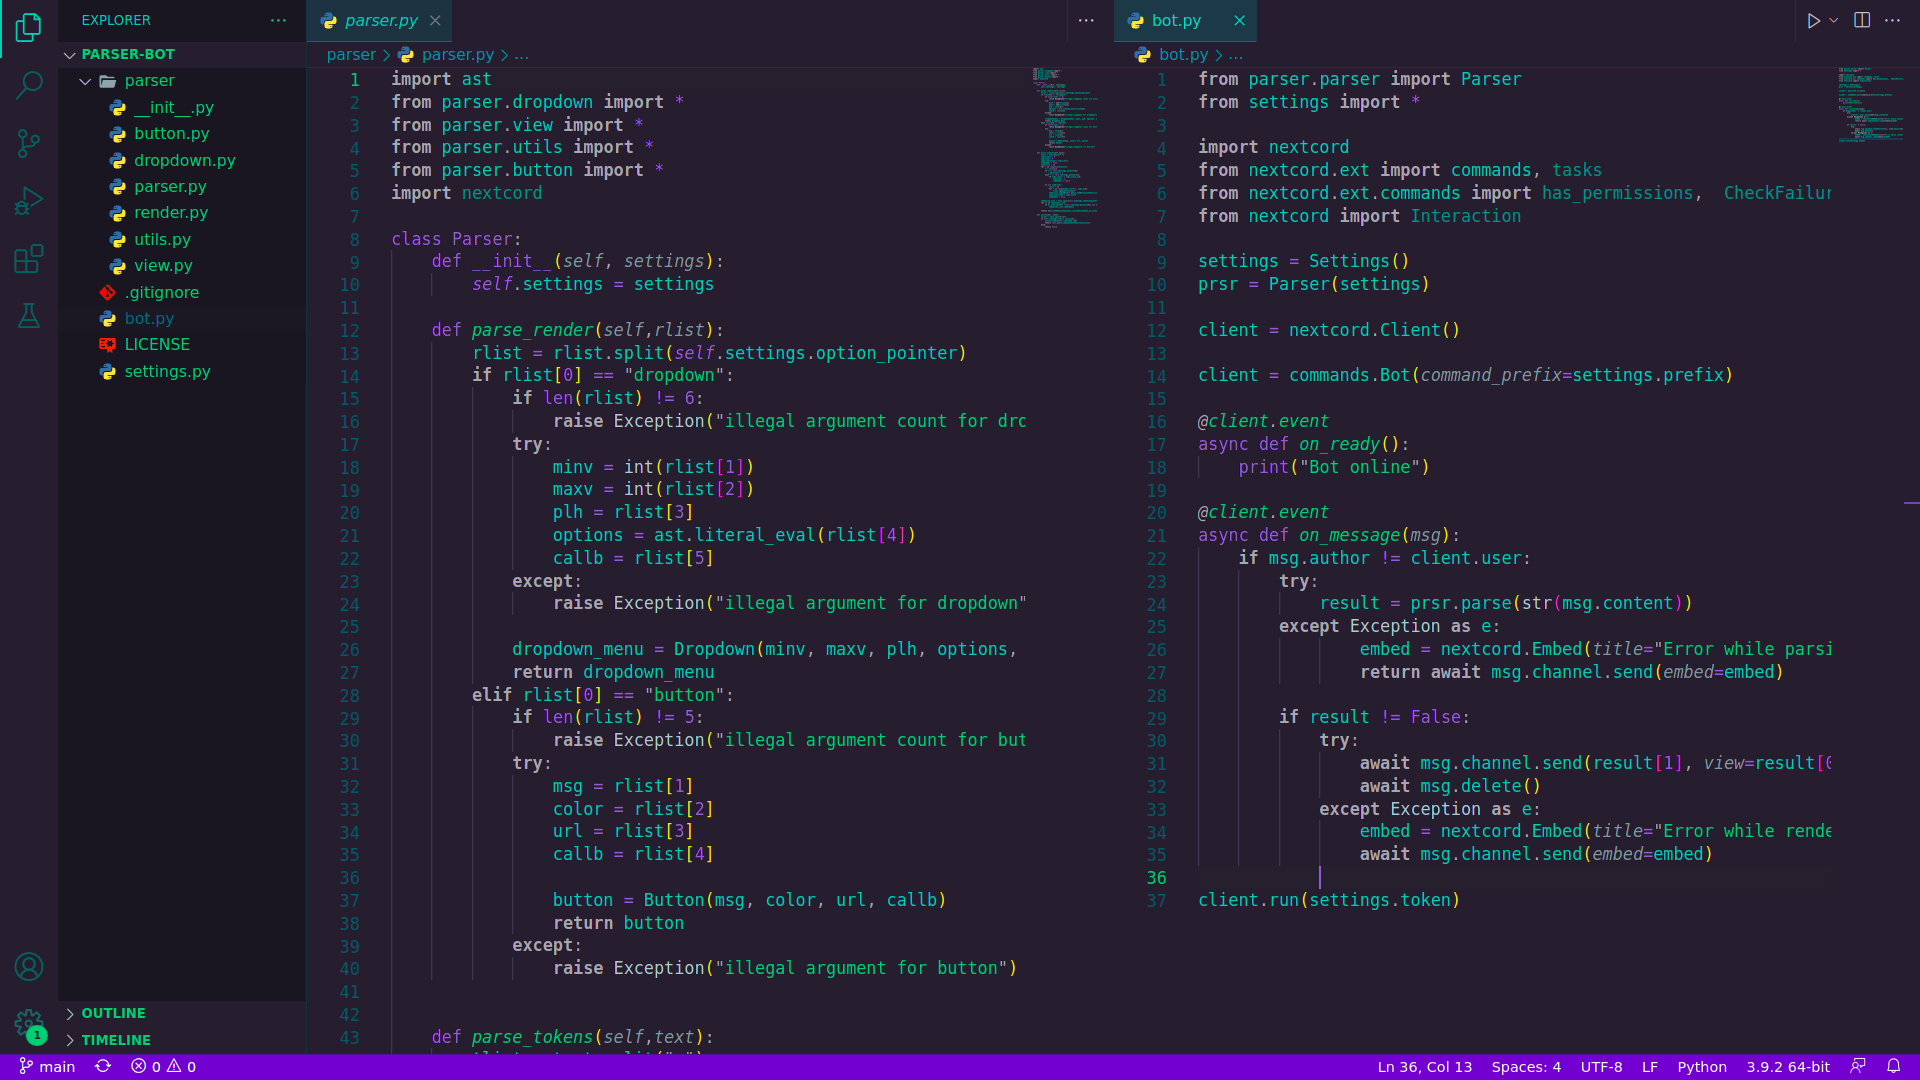 EXPLORER
PARSER-BOT
parser
__init__.py
button.py
dropdown.py
parser.py
render.py
utils.py
view.py
.gitignore
bot.py
LICENSE
settings.py
OUTLINE
TIMELINE
1
parser.py
parser > parser.py > ...
1 import ast
2 from parser.dropdown import *
3 from parser.view import *
4 from parser.utils import *
5 from parser.button import *
6 import nextcord
7
8 class Parser:
9     def __init__(self, settings):
10         self.settings = settings
11
12     def parse_render(self,rlist):
13         rlist = rlist.split(self.settings.option_pointer)
14         if rlist[0] == "dropdown":
15             if len(rlist) != 6:
16                 raise Exception("illegal argument count for drc
17             try:
18                 minv = int(rlist[1])
19                 maxv = int(rlist[2])
20                 plh = rlist[3]
21                 options = ast.literal_eval(rlist[4])
22                 callb = rlist[5]
23             except:
24                 raise Exception("illegal argument for dropdown"
25
26             dropdown_menu = Dropdown(minv, maxv, plh, options,
27             return dropdown_menu
28         elif rlist[0] == "button":
29             if len(rlist) != 5:
30                 raise Exception("illegal argument count for but
31             try:
32                 msg = rlist[1]
33                 color = rlist[2]
34                 url = rlist[3]
35                 callb = rlist[4]
36
37                 button = Button(msg, color, url, callb)
38                 return button
39             except:
40                 raise Exception("illegal argument for button")
41
42
43     def parse_tokens(self,text):
bot.py
bot.py > ...
1 from parser.parser import Parser
2 from settings import *
3
4 import nextcord
5 from nextcord.ext import commands, tasks
6 from nextcord.ext.commands import has_permissions,  CheckFailur
7 from nextcord import Interaction
8
9 settings = Settings()
10 prsr = Parser(settings)
11
12 client = nextcord.Client()
13
14 client = commands.Bot(command_prefix=settings.prefix)
15
16 @client.event
17 async def on_ready():
18     print("Bot online")
19
20 @client.event
21 async def on_message(msg):
22     if msg.author != client.user:
23         try:
24             result = prsr.parse(str(msg.content))
25         except Exception as e:
26                 embed = nextcord.Embed(title="Error while parsi
27                 return await msg.channel.send(embed=embed)
28
29         if result != False:
30             try:
31                 await msg.channel.send(result[1], view=result[0
32                 await msg.delete()
33             except Exception as e:
34                 embed = nextcord.Embed(title="Error while rende
35                 await msg.channel.send(embed=embed)
36
37 client.run(settings.token)
main 0 0 Ln 36, Col 13 Spaces: 4 UTF-8 LF Python 3.9.2 64-bit